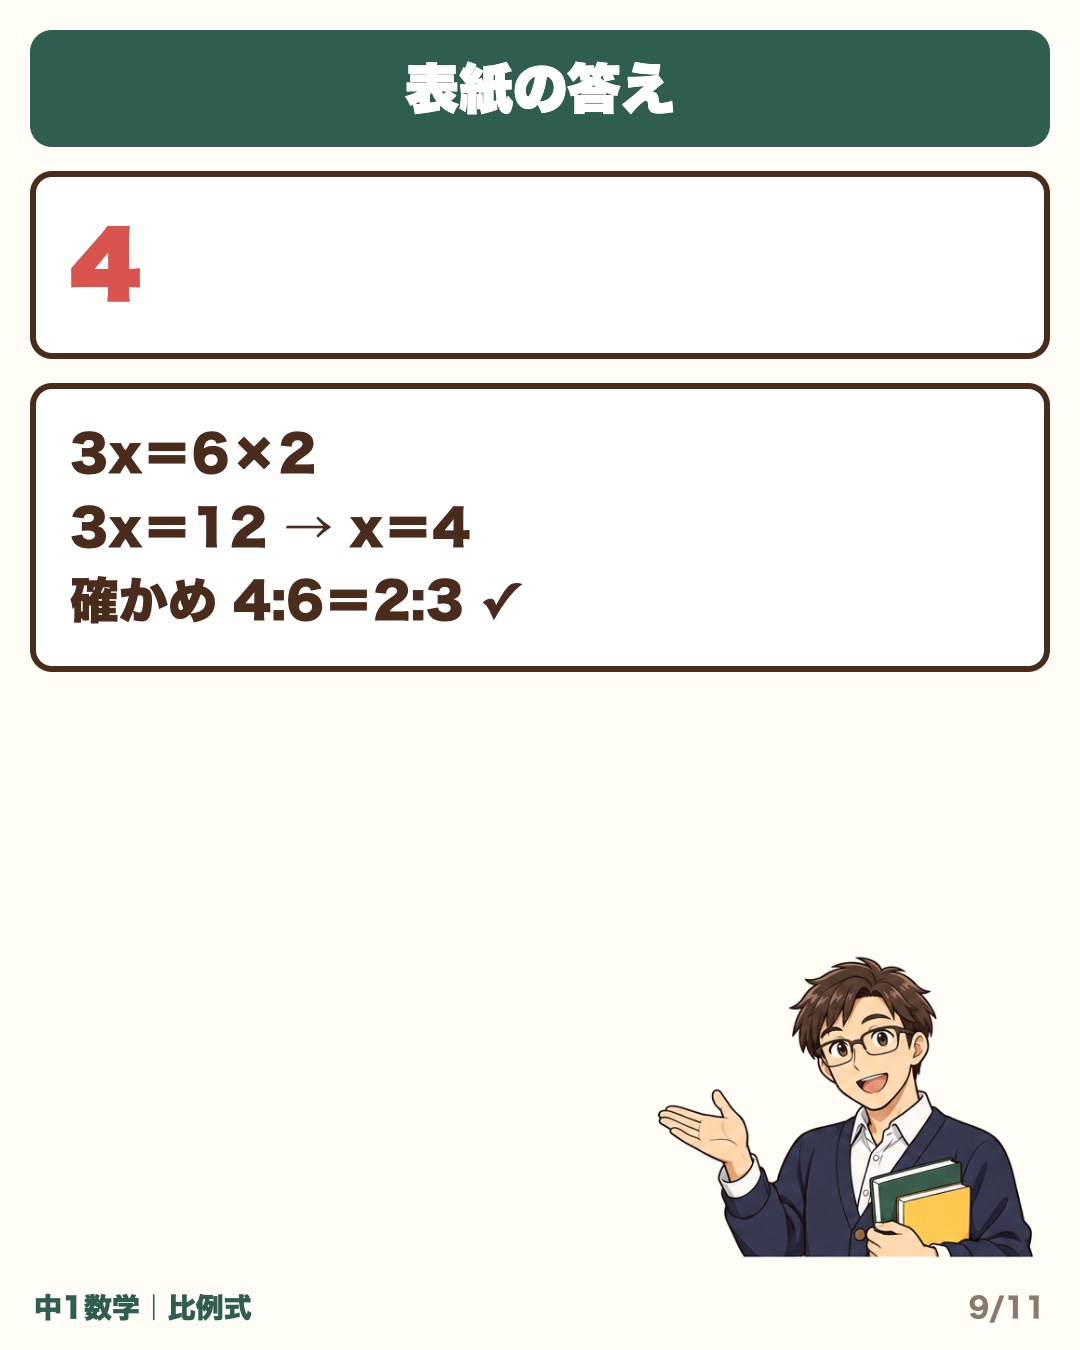 表紙の答え
4
3x=6×2
3x=12 → x=4
確かめ 4:6=2:3 ✓
中1数学｜比例式
9/11